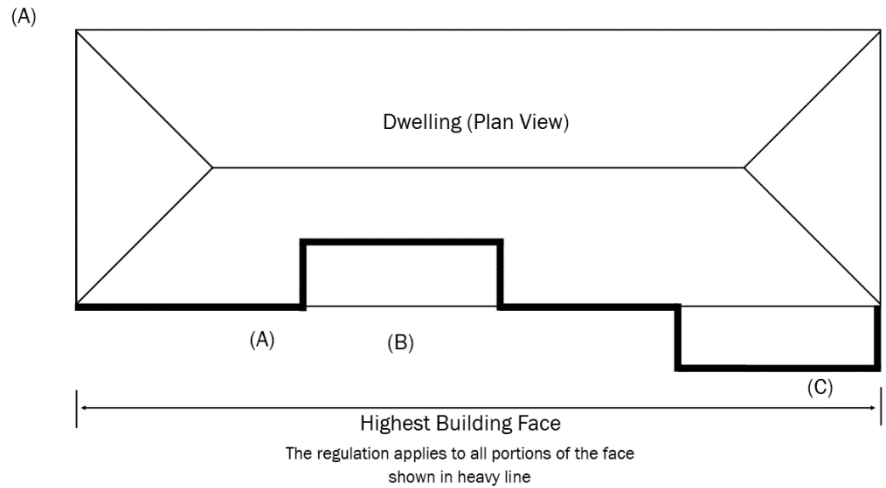 (A)
Dwelling (Plan View)
(A)
(B)
(C)
Highest Building Face
The regulation applies to all portions of the face
shown in heavy line